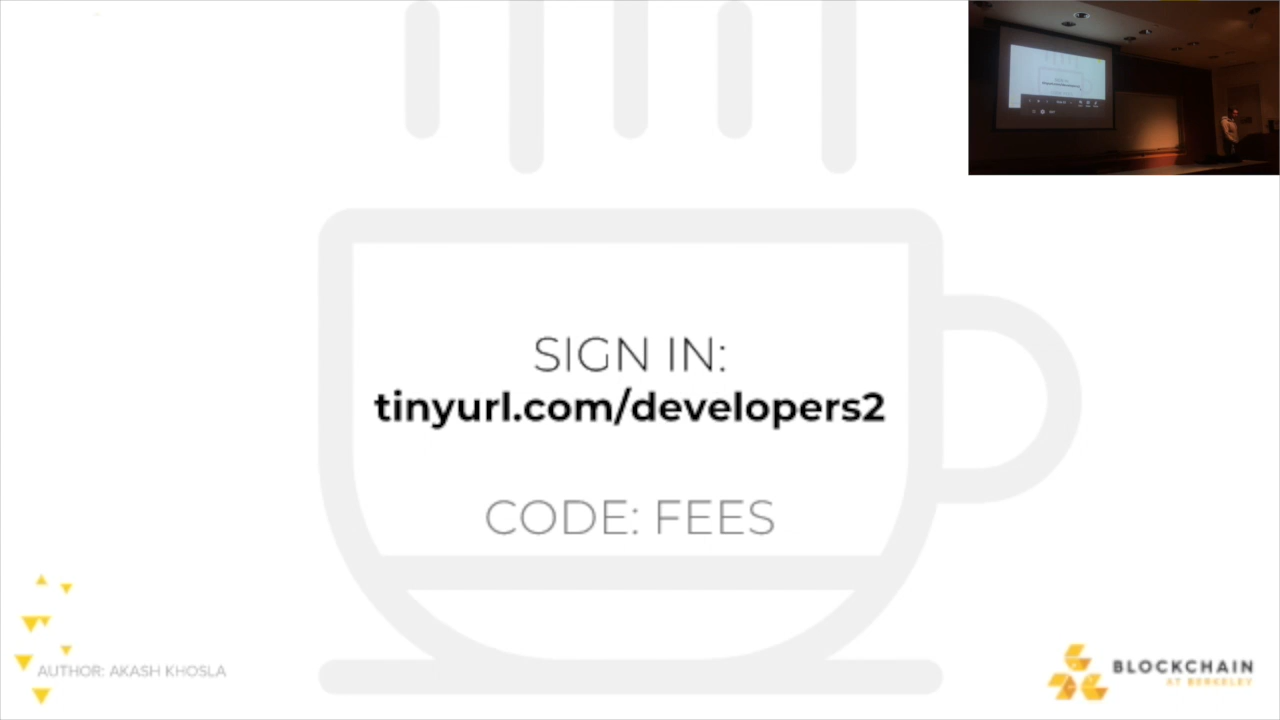 SIGN IN:
tinyurl.com/developers2
CODE: FEES
AUTHOR: AKASH KHOSLA
BLOCKCHAIN
AT BERKELEY